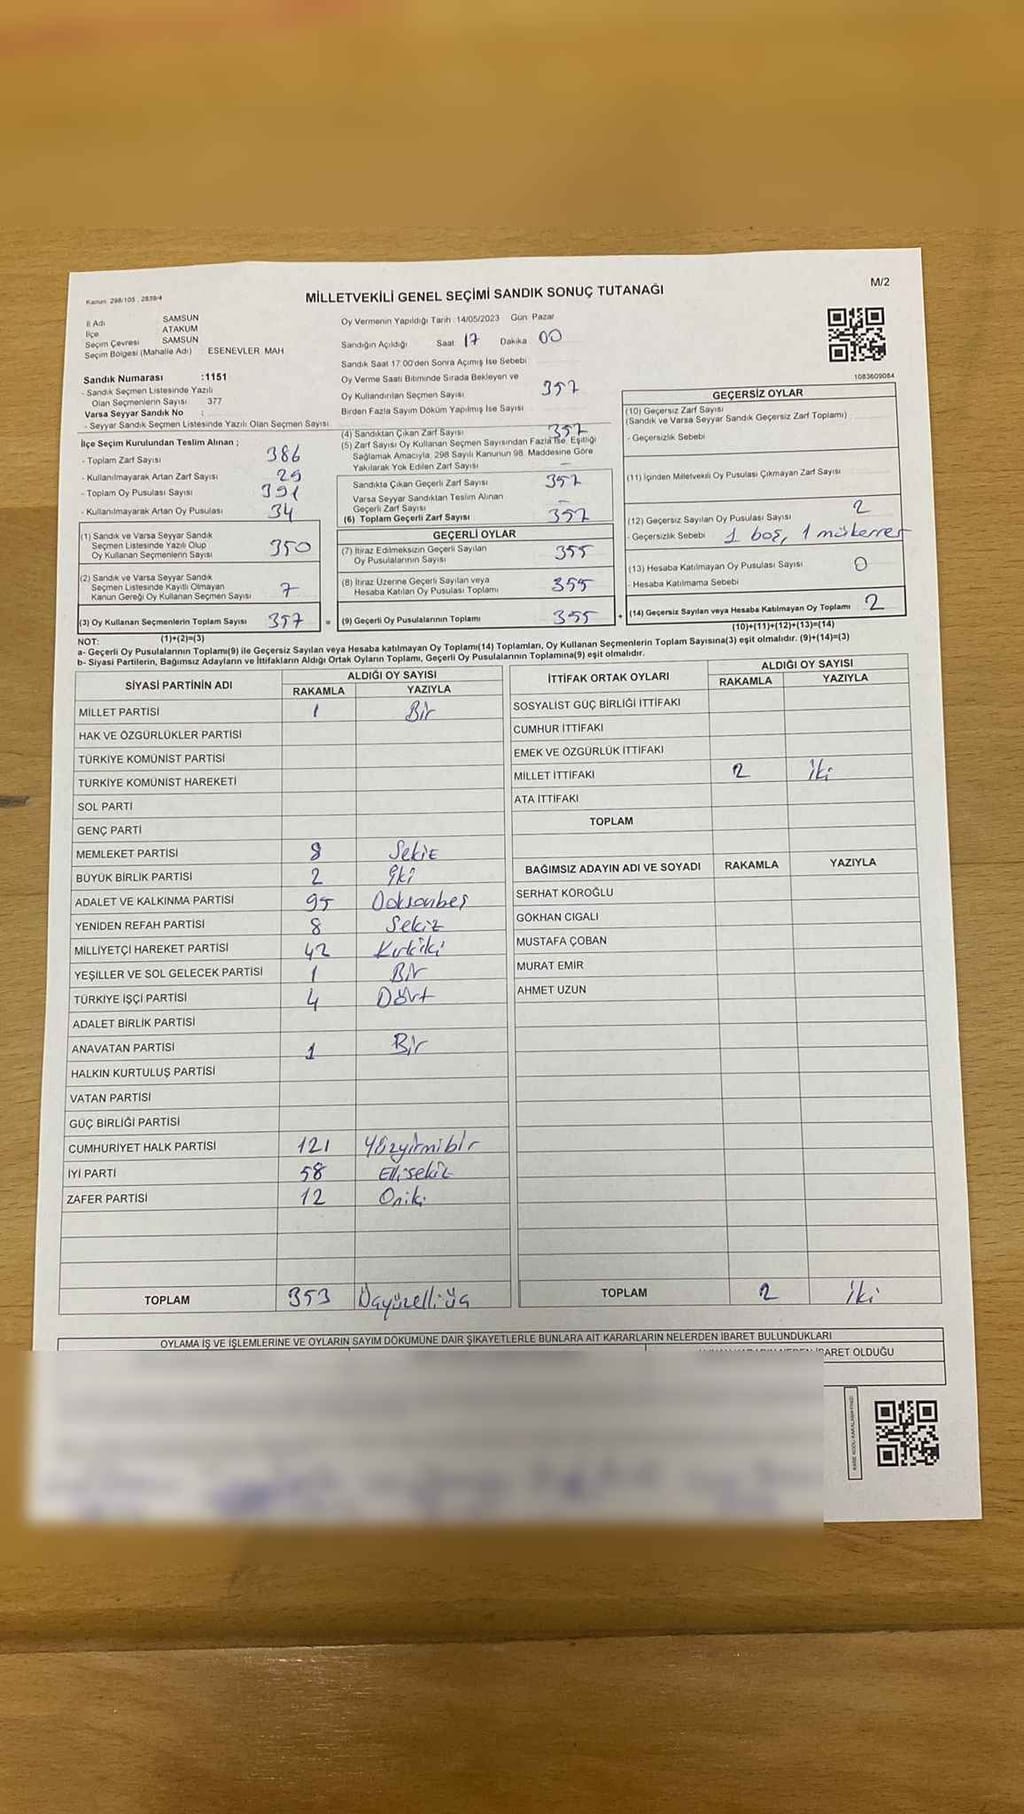 M/2
MİLLETVEKİLİ GENEL SEÇİMİ SANDIK SONUÇ TUTANAĞI
Kanun: 298/105 , 2839/4
İl Adı SAMSUN
İlçe ATAKUM
Seçim Çevresi SAMSUN
Seçim Bölgesi (Mahalle Adı) ESENEVLER MAH
Sandık Numarası :1151
- Sandık Seçmen Listesinde Yazılı
Olan Seçmenlerin Sayısı 377
Varsa Seyyar Sandık No :
- Seyyar Sandık Seçmen Listesinde Yazılı Olan Seçmen Sayısı
Oy Vermenin Yapıldığı Tarih :14/05/2023 Gün: Pazar
Sandığın Açıldığı Saat 17 Dakika 00
Sandık Saat 17:00'den Sonra Açımış İse Sebebi
Oy Verme Saati Bitiminde Sırada Bekleyen ve
Oy Kullandırılan Seçmen Sayısı 357
Birden Fazla Sayım Döküm Yapılmış İse Sayısı
1083609084
İlçe Seçim Kurulundan Teslim Alınan ;
- Toplam Zarf Sayısı 386
- Kullanılmayarak Artan Zarf Sayısı 29
- Toplam Oy Pusulası Sayısı 391
- Kullanılmayarak Artan Oy Pusulası 34
(1) Sandık ve Varsa Seyyar Sandık
Seçmen Listesinde Yazılı Olup
Oy Kullanan Seçmenlerin Sayısı 350
(2) Sandık ve Varsa Seyyar Sandık
Seçmen Listesinde Kayıtlı Olmayan
Kanun Gereği Oy Kullanan Seçmen Sayısı 7
(3) Oy Kullanan Seçmenlerin Toplam Sayısı 357 =
(1)+(2)=(3)
(4) Sandıktan Çıkan Zarf Sayısı 357
(5) Zarf Sayısı Oy Kullanan Seçmen Sayısından Fazla İse, Eşitliği
Sağlamak Amacıyla, 298 Sayılı Kanunun 98. Maddesine Göre
Yakılarak Yok Edilen Zarf Sayısı –
Sandıkta Çıkan Geçerli Zarf Sayısı 357
Varsa Seyyar Sandıktan Teslim Alınan
Geçerli Zarf Sayısı –
(6) Toplam Geçerli Zarf Sayısı 357
GEÇERLİ OYLAR
(7) İtiraz Edilmeksizin Geçerli Sayılan
Oy Pusulalarının Sayısı 355
(8) İtiraz Üzerine Geçerli Sayılan veya
Hesaba Katılan Oy Pusulası Toplamı 355
(9) Geçerli Oy Pusulalarının Toplamı 355 +
GEÇERSİZ OYLAR
(10) Geçersiz Zarf Sayısı
(Sandık ve Varsa Seyyar Sandık Geçersiz Zarf Toplamı)
- Geçersizlik Sebebi
(11) İçinden Milletvekili Oy Pusulası Çıkmayan Zarf Sayısı
(12) Geçersiz Sayılan Oy Pusulası Sayısı 2
- Geçersizlik Sebebi 1 boş, 1 mükerrer
(13) Hesaba Katılmayan Oy Pusulası Sayısı 0
- Hesaba Katılmama Sebebi
(14) Geçersiz Sayılan veya Hesaba Katılmayan Oy Toplamı 2
(10)+(11)+(12)+(13)=(14)
NOT:
a- Geçerli Oy Pusulalarının Toplamı(9) ile Geçersiz Sayılan veya Hesaba katılmayan Oy Toplamı(14) Toplamları, Oy Kullanan Seçmenlerin Toplam Sayısına(3) eşit olmalıdır. (9)+(14)=(3)
b- Siyasi Partilerin, Bağımsız Adayların ve İttifakların Aldığı Ortak Oyların Toplamı, Geçerli Oy Pusulalarının Toplamına(9) eşit olmalıdır.
SİYASİ PARTİNİN ADI ALDIĞI OY SAYISI
RAKAMLA YAZIYLA
MİLLET PARTİSİ 1 Bir
HAK VE ÖZGÜRLÜKLER PARTİSİ
TÜRKİYE KOMÜNİST PARTİSİ
TÜRKİYE KOMÜNİST HAREKETİ
SOL PARTİ
GENÇ PARTİ
MEMLEKET PARTİSİ 8 Sekiz
BÜYÜK BİRLİK PARTİSİ 2 İki
ADALET VE KALKINMA PARTİSİ 95 Doksanbeş
YENİDEN REFAH PARTİSİ 8 Sekiz
MİLLİYETÇİ HAREKET PARTİSİ 42 Kırkiki
YEŞİLLER VE SOL GELECEK PARTİSİ 1 Bir
TÜRKİYE İŞÇİ PARTİSİ 4 Dört
ADALET BİRLİK PARTİSİ
ANAVATAN PARTİSİ 1 Bir
HALKIN KURTULUŞ PARTİSİ
VATAN PARTİSİ
GÜÇ BİRLİĞİ PARTİSİ
CUMHURİYET HALK PARTİSİ 121 Yüzyirmibir
İYİ PARTİ 58 Ellisekiz
ZAFER PARTİSİ 12 Oniki
TOPLAM 353 Üçyüzelliüç
İTTİFAK ORTAK OYLARI ALDIĞI OY SAYISI
RAKAMLA YAZIYLA
SOSYALİST GÜÇ BİRLİĞİ İTTİFAKI
CUMHUR İTTİFAKI
EMEK VE ÖZGÜRLÜK İTTİFAKI
MİLLET İTTİFAKI 2 İki
ATA İTTİFAKI
TOPLAM
BAĞIMSIZ ADAYIN ADI VE SOYADI RAKAMLA YAZIYLA
SERHAT KÖROĞLU
GÖKHAN CIGALI
MUSTAFA ÇOBAN
MURAT EMİR
AHMET UZUN
TOPLAM 2 İki
OYLAMA İŞ VE İŞLEMLERİNE VE OYLARIN SAYIM DÖKÜMÜNE DAİR ŞİKAYETLERLE BUNLARA AİT KARARLARIN NELERDEN İBARET BULUNDUKLARI
İBARET OLDUĞU